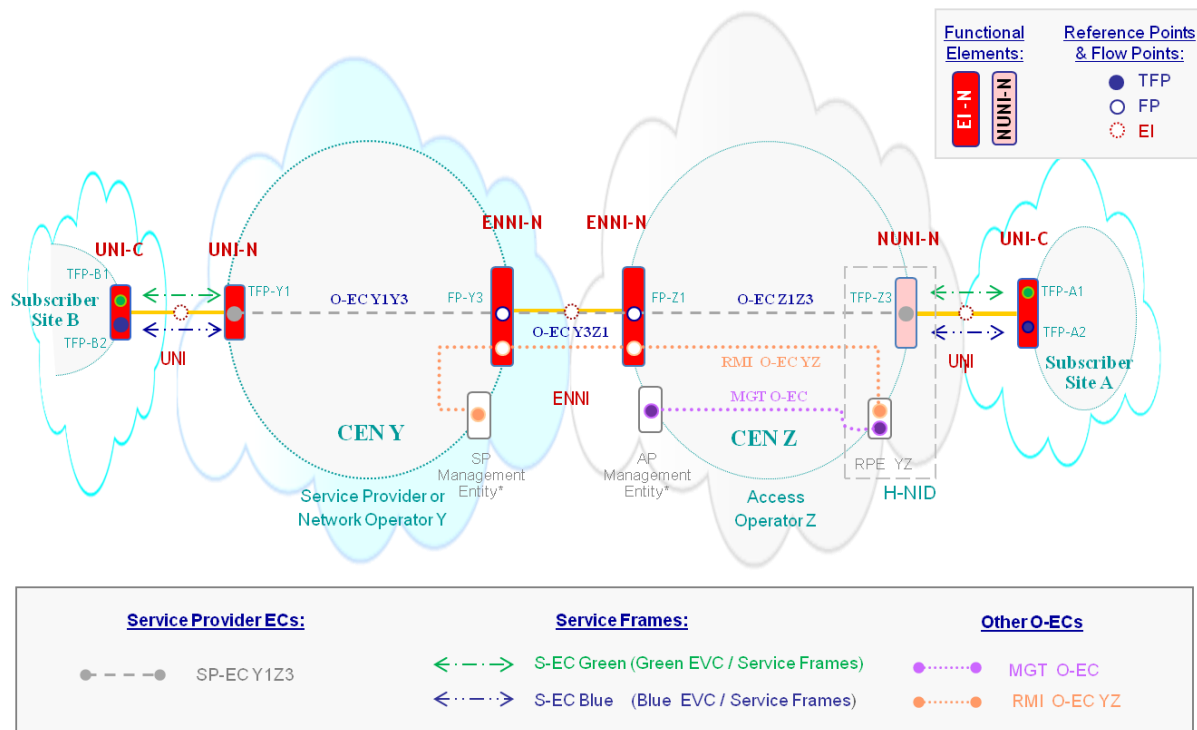 Functional
Elements:
Reference Points
& Flow Points:
EI-N
NUNI-N
TFP
FP
EI
ENNI-N
ENNI-N
UNI-C
UNI-N
NUNI-N
UNI-C
TFP-B1
TFP-Y1
O-EC Y1Y3
FP-Y3
FP-Z1
O-EC Z1Z3
TFP-Z3
TFP-A1
Subscriber
Site B
O-EC Y3Z1
TFP-B2
TFP-A2
UNI
RMI O-EC YZ
UNI
Subscriber
Site A
ENNI
MGT O-EC
CEN Y
CEN Z
SP
Management
Entity*
AP
Management
Entity*
RPE YZ
H-NID
Service Provider or
Network Operator Y
Access
Operator Z
Service Provider ECs:
Service Frames:
Other O-ECs
SP-EC Y1Z3
S-EC Green (Green EVC / Service Frames)
MGT O-EC
S-EC Blue (Blue EVC / Service Frames)
RMI O-EC YZ